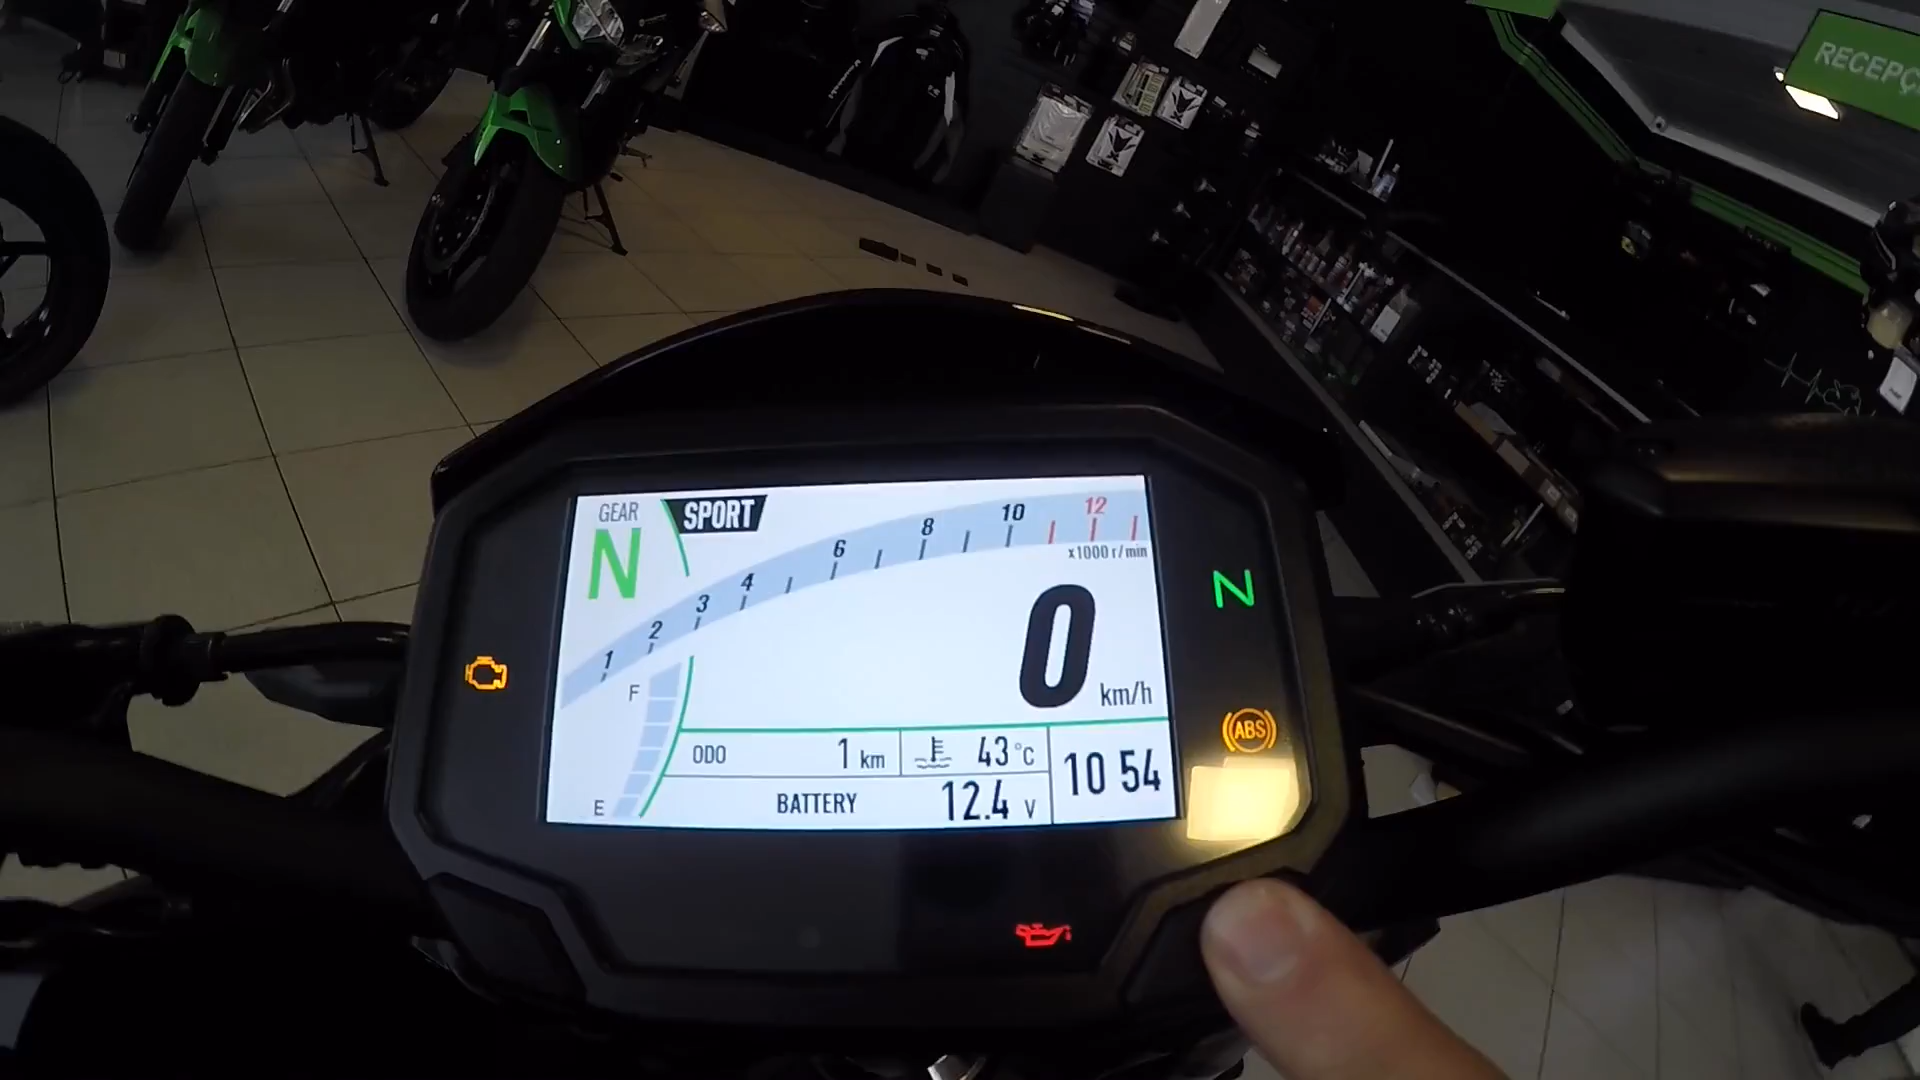 RECEPÇ
GEAR
N
SPORT
1 2 3 4 6 8 10 12
x1000 r/min
0 km/h
F
E
ODO 1 km
43 °C
BATTERY 12.4 V
10 54
N
ABS